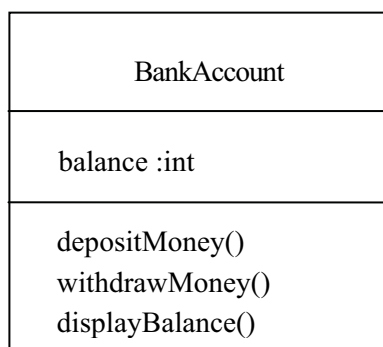 BankAccount
balance :int
depositMoney()
withdrawMoney()
displayBalance()